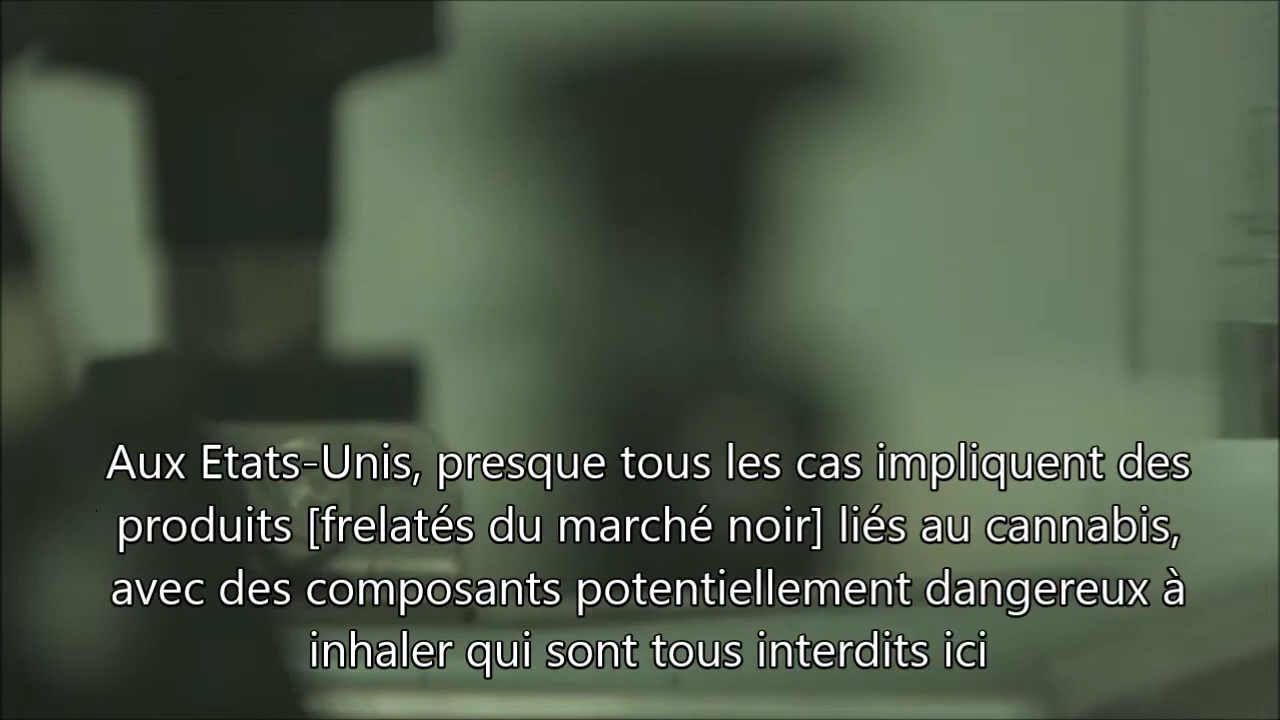 Aux Etats-Unis, presque tous les cas impliquent des
produits [frelatés du marché noir] liés au cannabis,
avec des composants potentiellement dangereux à
inhaler qui sont tous interdits ici